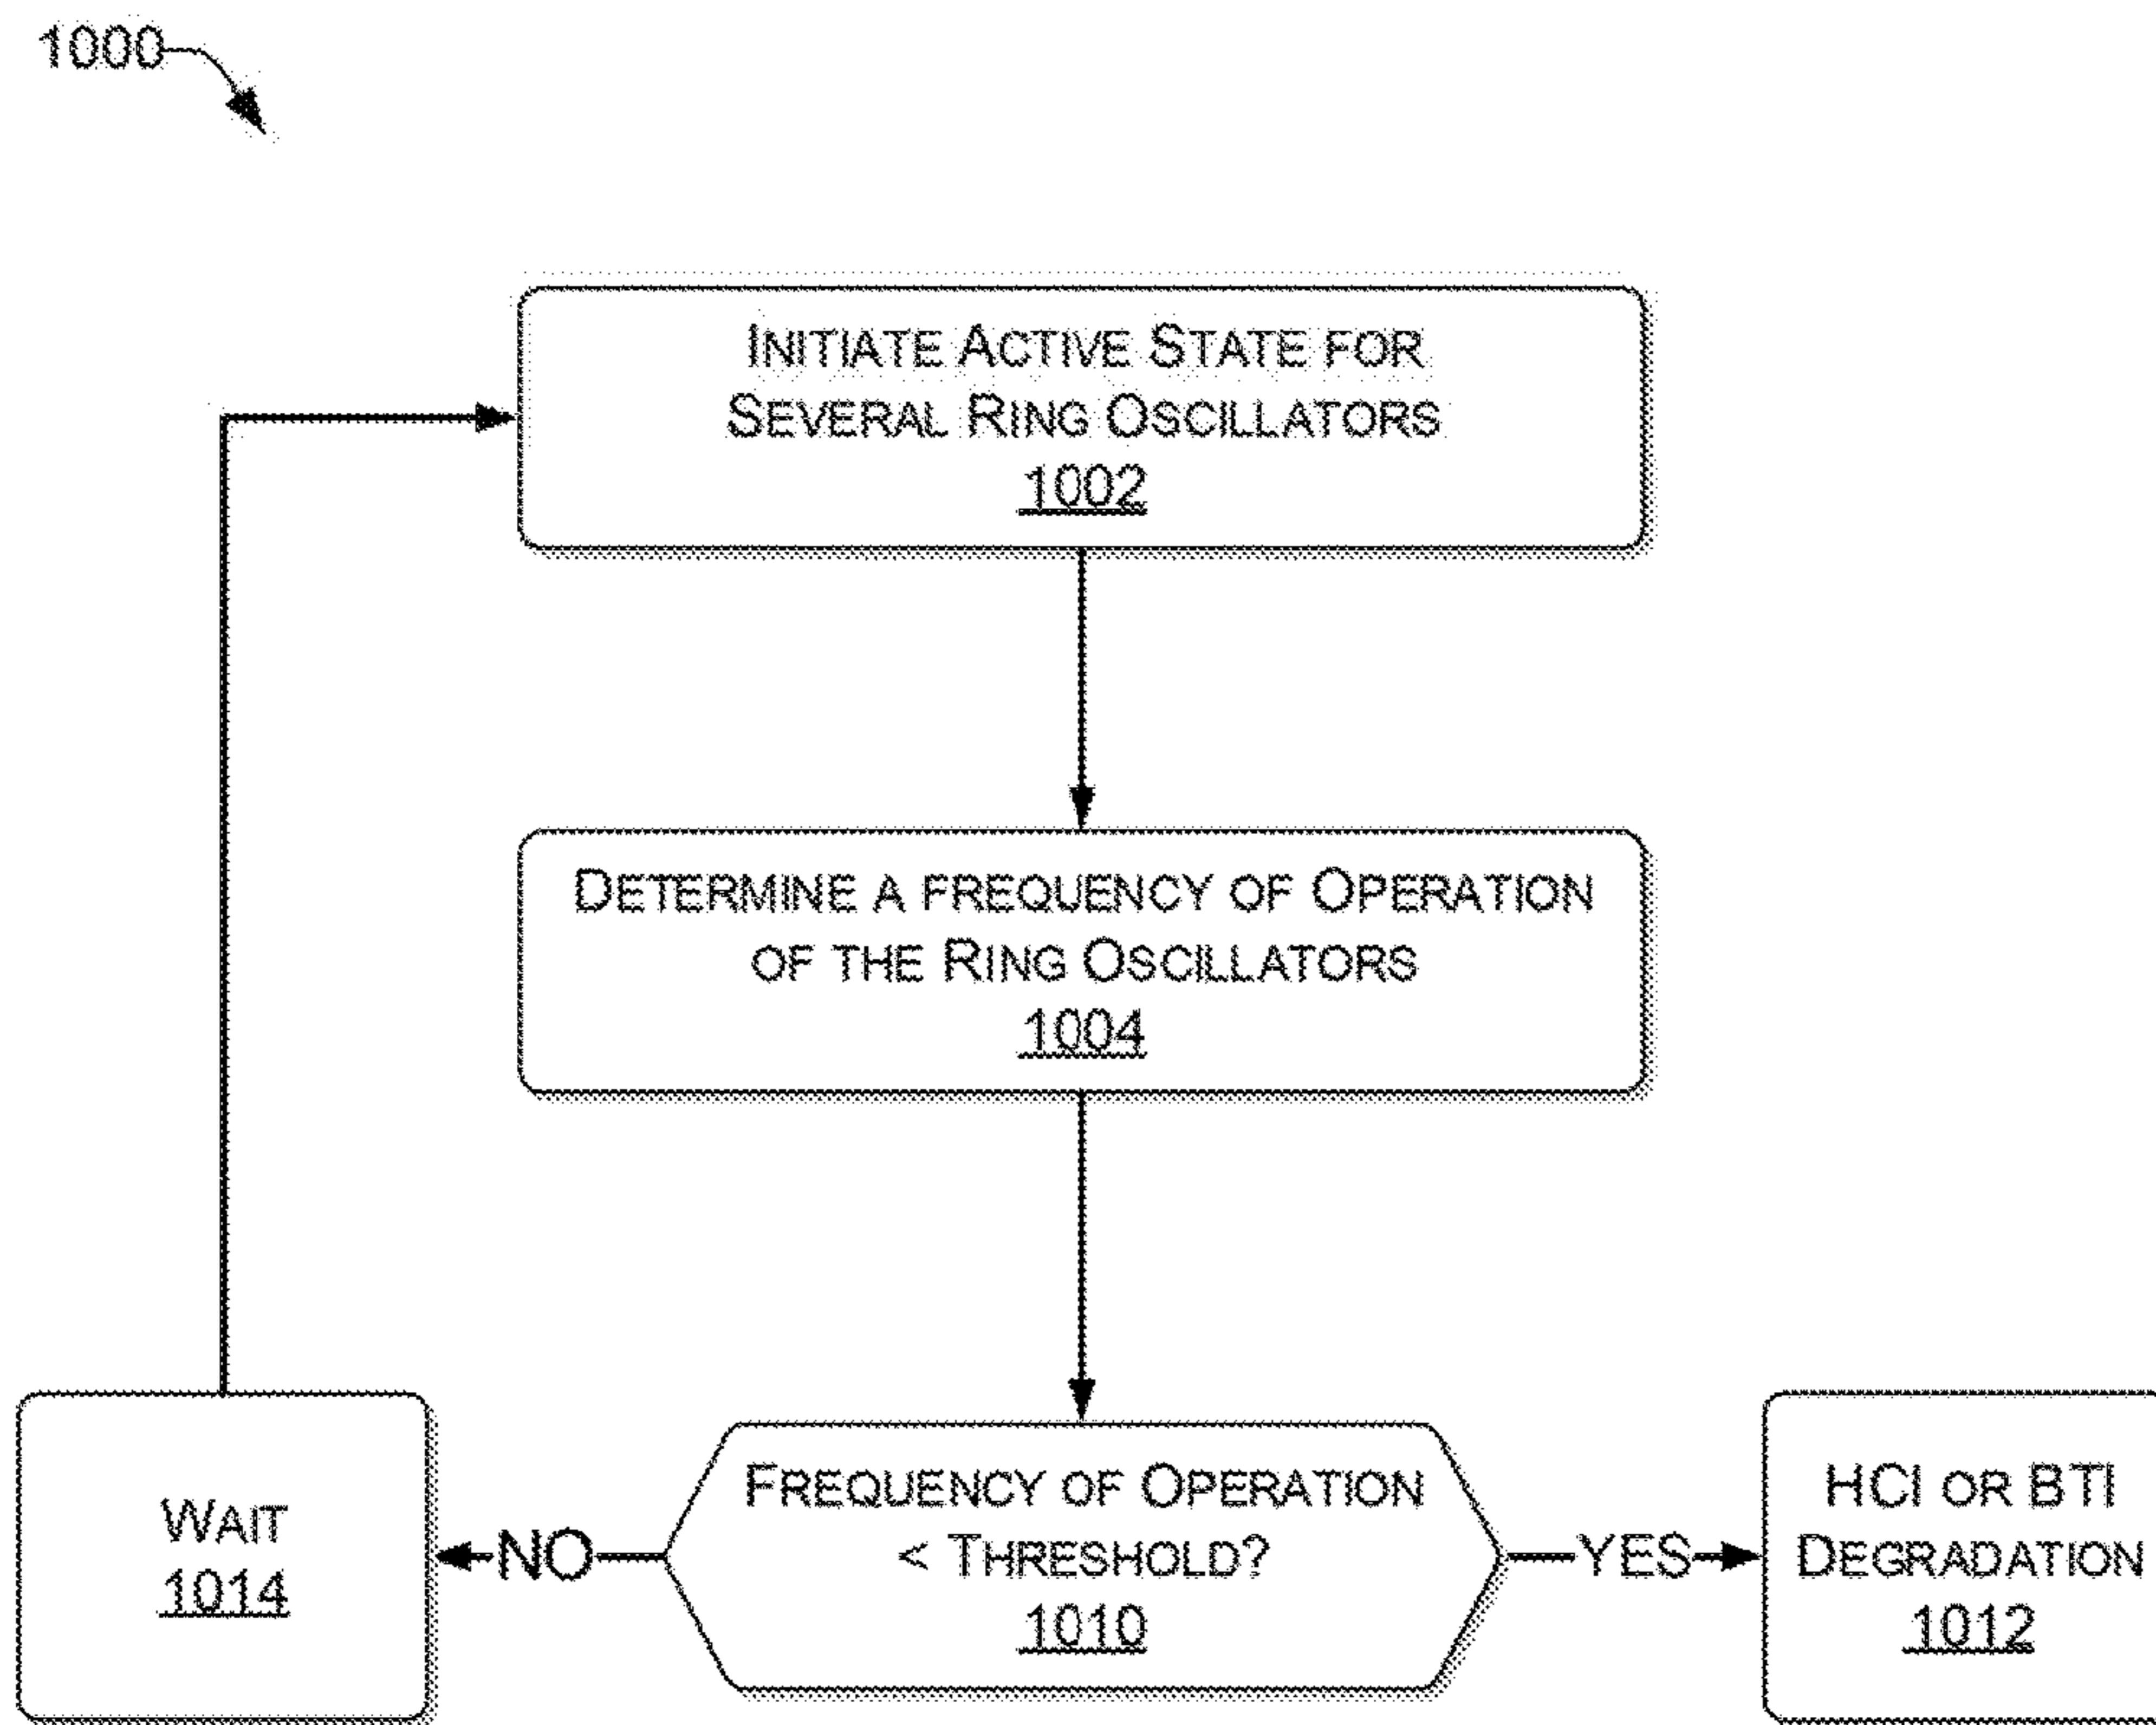 1000
INITIATE ACTIVE STATE FOR
SEVERAL RING OSCILLATORS
1002
DETERMINE A FREQUENCY OF OPERATION
OF THE RING OSCILLATORS
1004
WAIT
1014
NO
FREQUENCY OF OPERATION
< THRESHOLD?
1010
YES
HCI OR BTI
DEGRADATION
1012